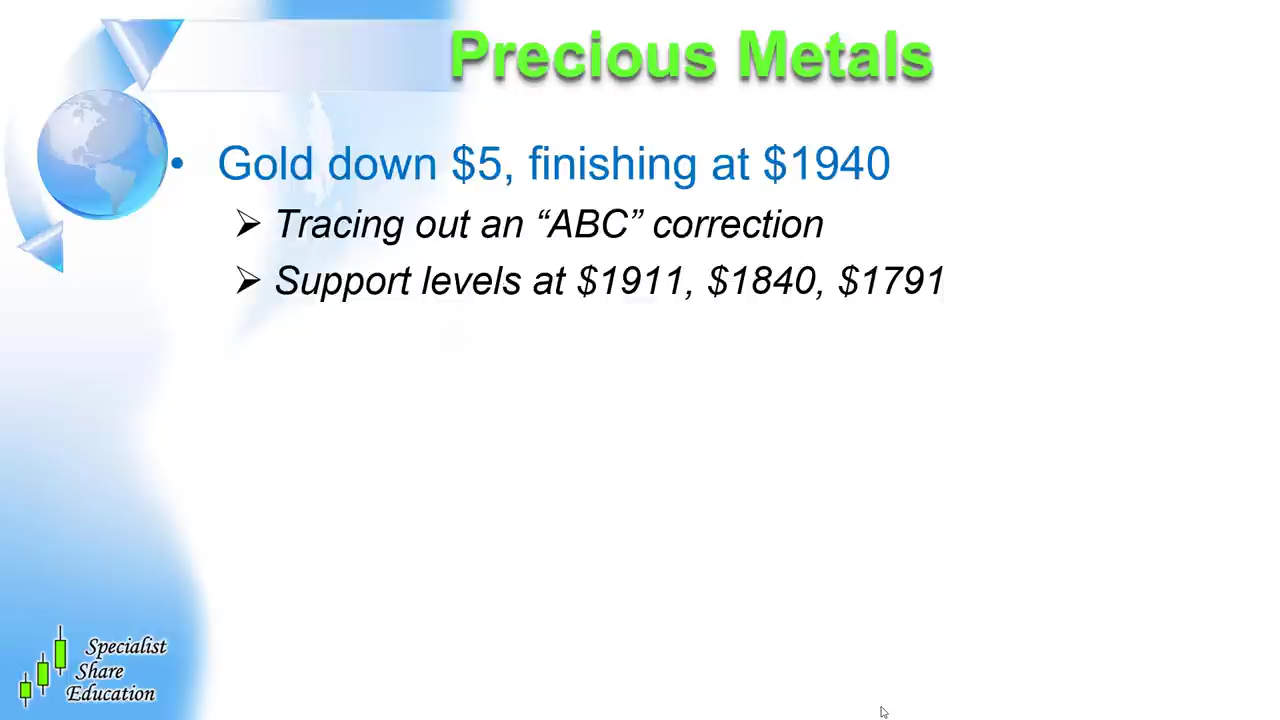 Precious Metals
• Gold down $5, finishing at $1940
➢ Tracing out an “ABC” correction
➢ Support levels at $1911, $1840, $1791
Specialist
Share
Education